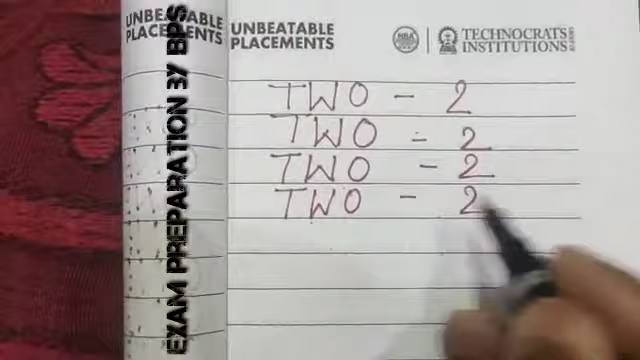 UNBEATABLE
PLACEMENTS
UNBEATABLE
PLACEMENTS
TECHNOCRATS
INSTITUTIONS
EXAM PREPARATION BY BPS
TWO - 2
TWO - 2
TWO - 2
TWO - 2